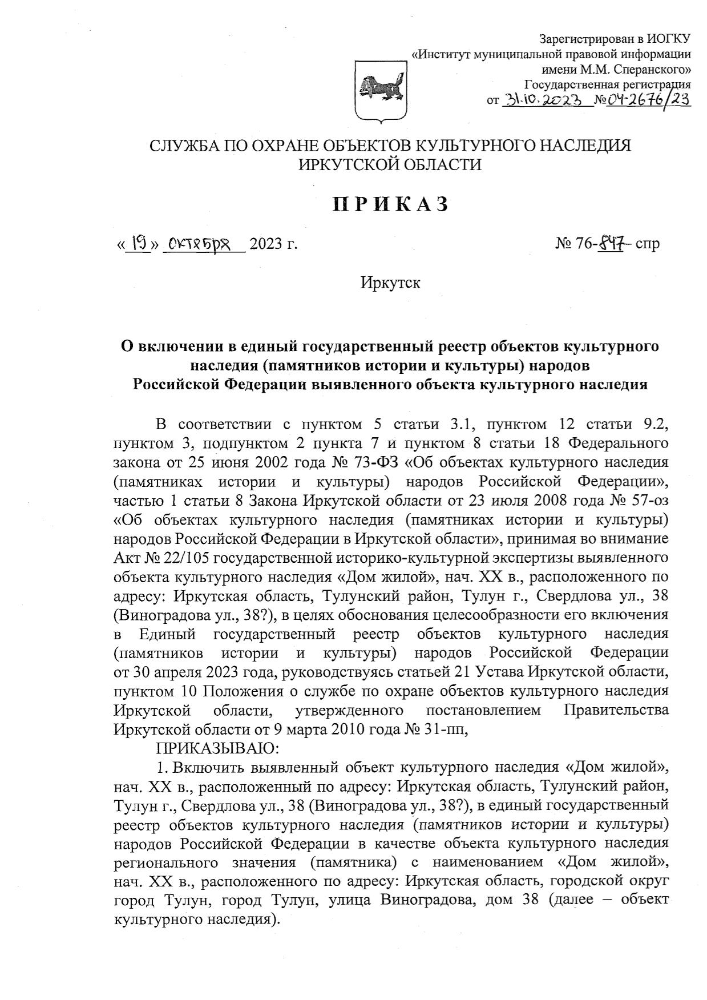 Зарегистрирован в ИОГКУ
«Институт муниципальной правовой информации
имени М.М. Сперанского»
Государственная регистрация
от 31.10.2023 №04-2676/23
СЛУЖБА ПО ОХРАНЕ ОБЪЕКТОВ КУЛЬТУРНОГО НАСЛЕДИЯ
ИРКУТСКОЙ ОБЛАСТИ
П Р И К А З
«19» октября 2023 г. № 76-847- спр
Иркутск
О включении в единый государственный реестр объектов культурного
наследия (памятников истории и культуры) народов
Российской Федерации выявленного объекта культурного наследия
В соответствии с пунктом 5 статьи 3.1, пунктом 12 статьи 9.2,
пунктом 3, подпунктом 2 пункта 7 и пунктом 8 статьи 18 Федерального
закона от 25 июня 2002 года № 73-ФЗ «Об объектах культурного наследия
(памятниках истории и культуры) народов Российской Федерации»,
частью 1 статьи 8 Закона Иркутской области от 23 июля 2008 года № 57-оз
«Об объектах культурного наследия (памятниках истории и культуры)
народов Российской Федерации в Иркутской области», принимая во внимание
Акт № 22/105 государственной историко-культурной экспертизы выявленного
объекта культурного наследия «Дом жилой», нач. XX в., расположенного по
адресу: Иркутская область, Тулунский район, Тулун г., Свердлова ул., 38
(Виноградова ул., 38?), в целях обоснования целесообразности его включения
в Единый государственный реестр объектов культурного наследия
(памятников истории и культуры) народов Российской Федерации
от 30 апреля 2023 года, руководствуясь статьей 21 Устава Иркутской области,
пунктом 10 Положения о службе по охране объектов культурного наследия
Иркутской области, утвержденного постановлением Правительства
Иркутской области от 9 марта 2010 года № 31-пп,
ПРИКАЗЫВАЮ:
1. Включить выявленный объект культурного наследия «Дом жилой»,
нач. XX в., расположенный по адресу: Иркутская область, Тулунский район,
Тулун г., Свердлова ул., 38 (Виноградова ул., 38?), в единый государственный
реестр объектов культурного наследия (памятников истории и культуры)
народов Российской Федерации в качестве объекта культурного наследия
регионального значения (памятника) с наименованием «Дом жилой»,
нач. XX в., расположенного по адресу: Иркутская область, городской округ
город Тулун, город Тулун, улица Виноградова, дом 38 (далее – объект
культурного наследия).